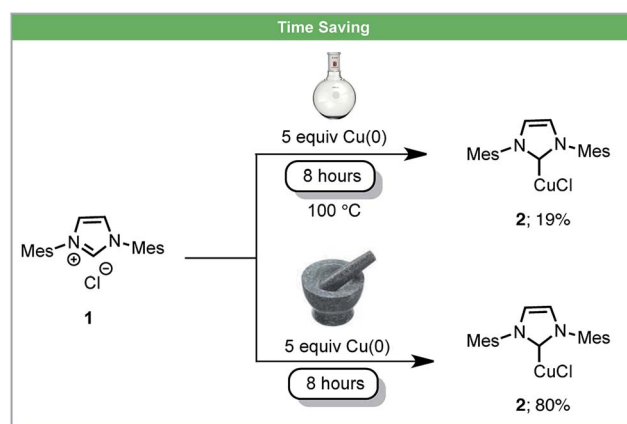 Time Saving
5 equiv Cu(0)
8 hours
100 °C
Mes N N Mes
CuCl
2; 19%
Mes N N Mes
⊕
Cl ⊖
1
5 equiv Cu(0)
8 hours
Mes N N Mes
CuCl
2; 80%